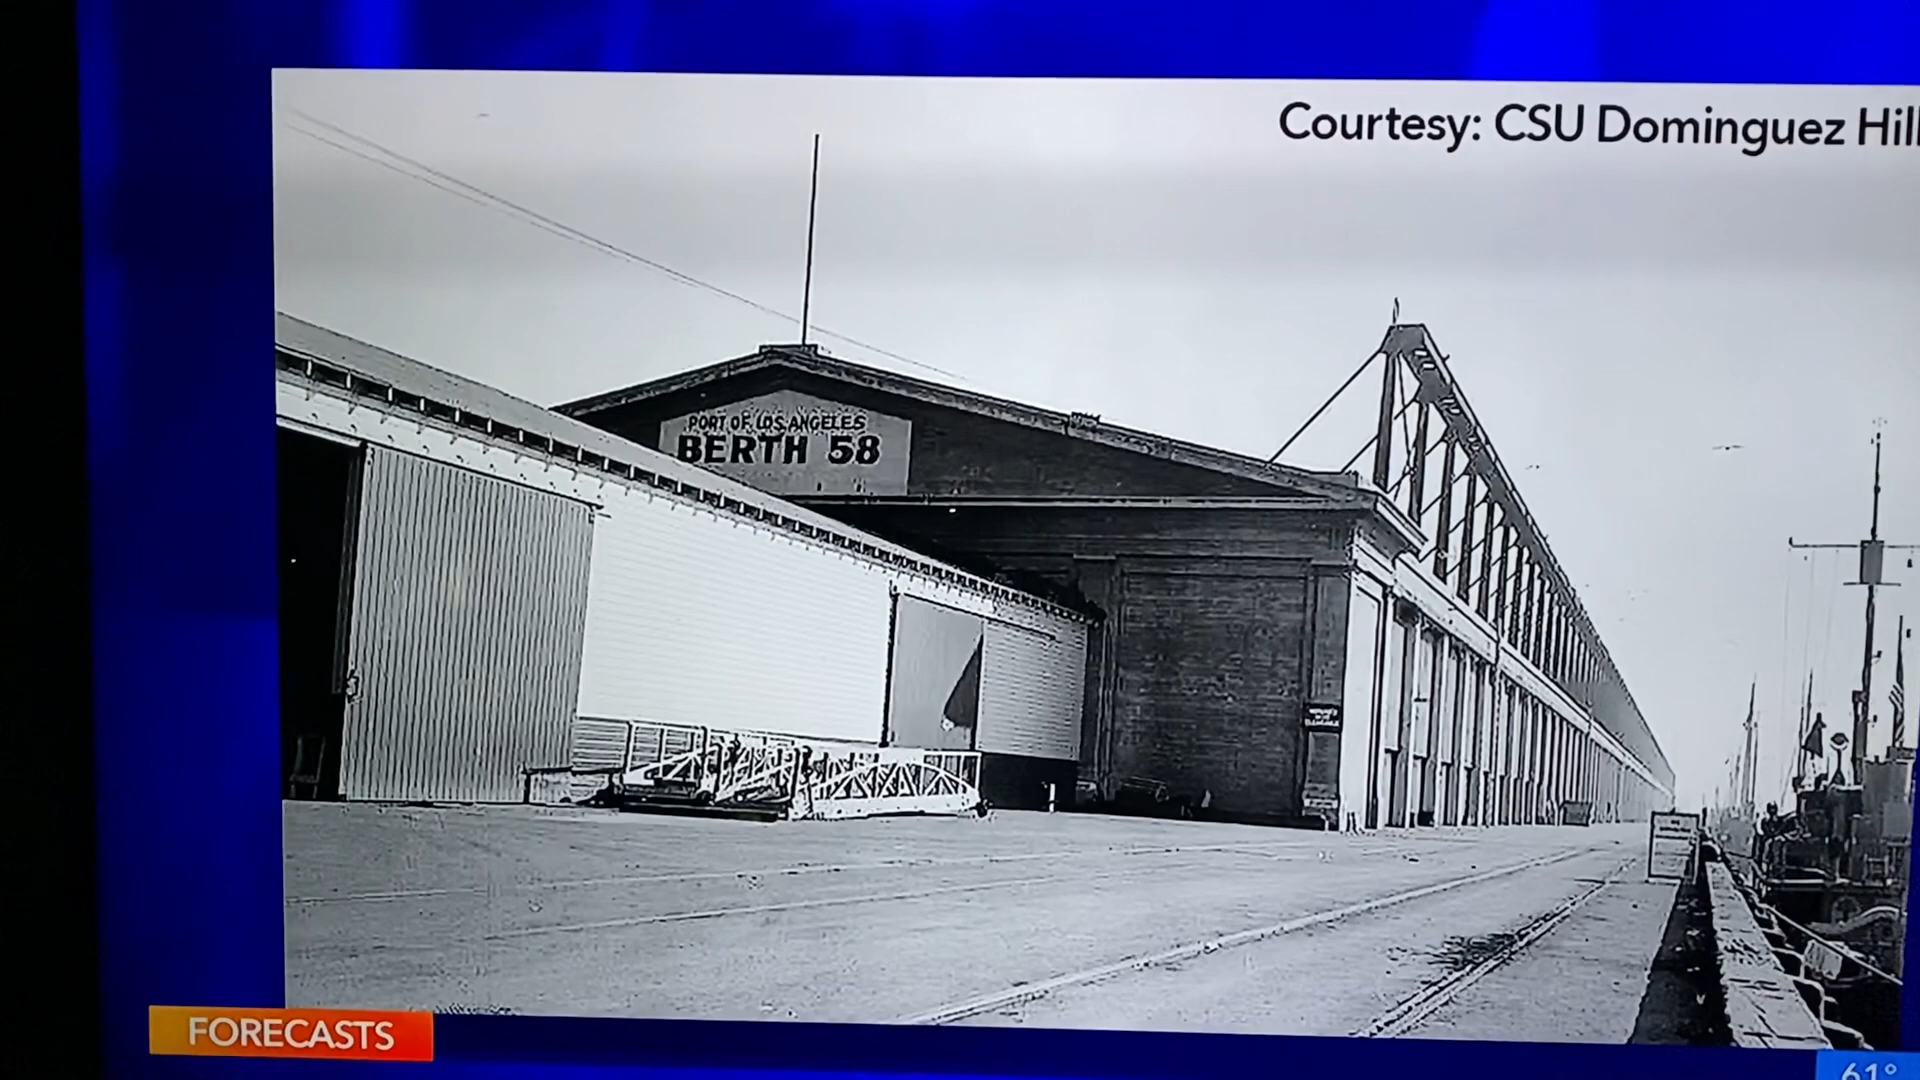 Courtesy: CSU Dominguez Hill
PORT OF LOS ANGELES
BERTH 58
FORECASTS
61°